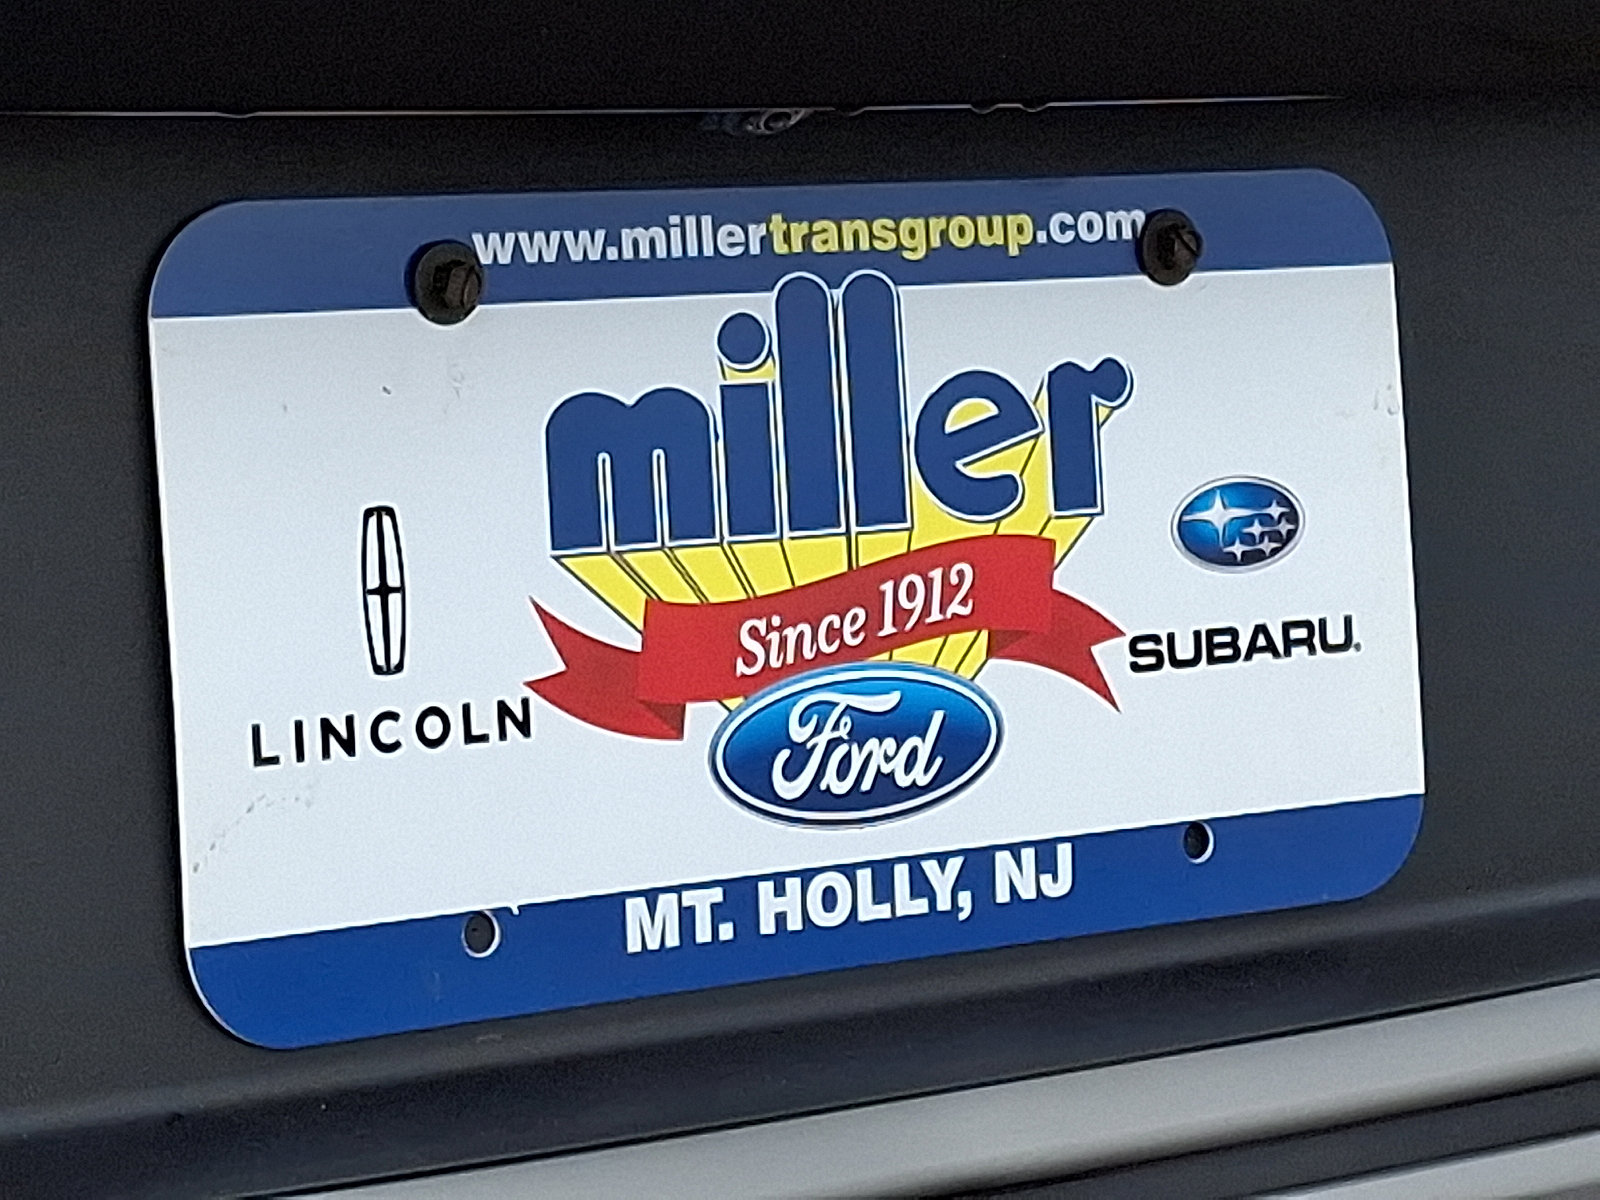 www.millertransgroup.com
miller
Since 1912
LINCOLN
SUBARU
Ford
MT. HOLLY, NJ